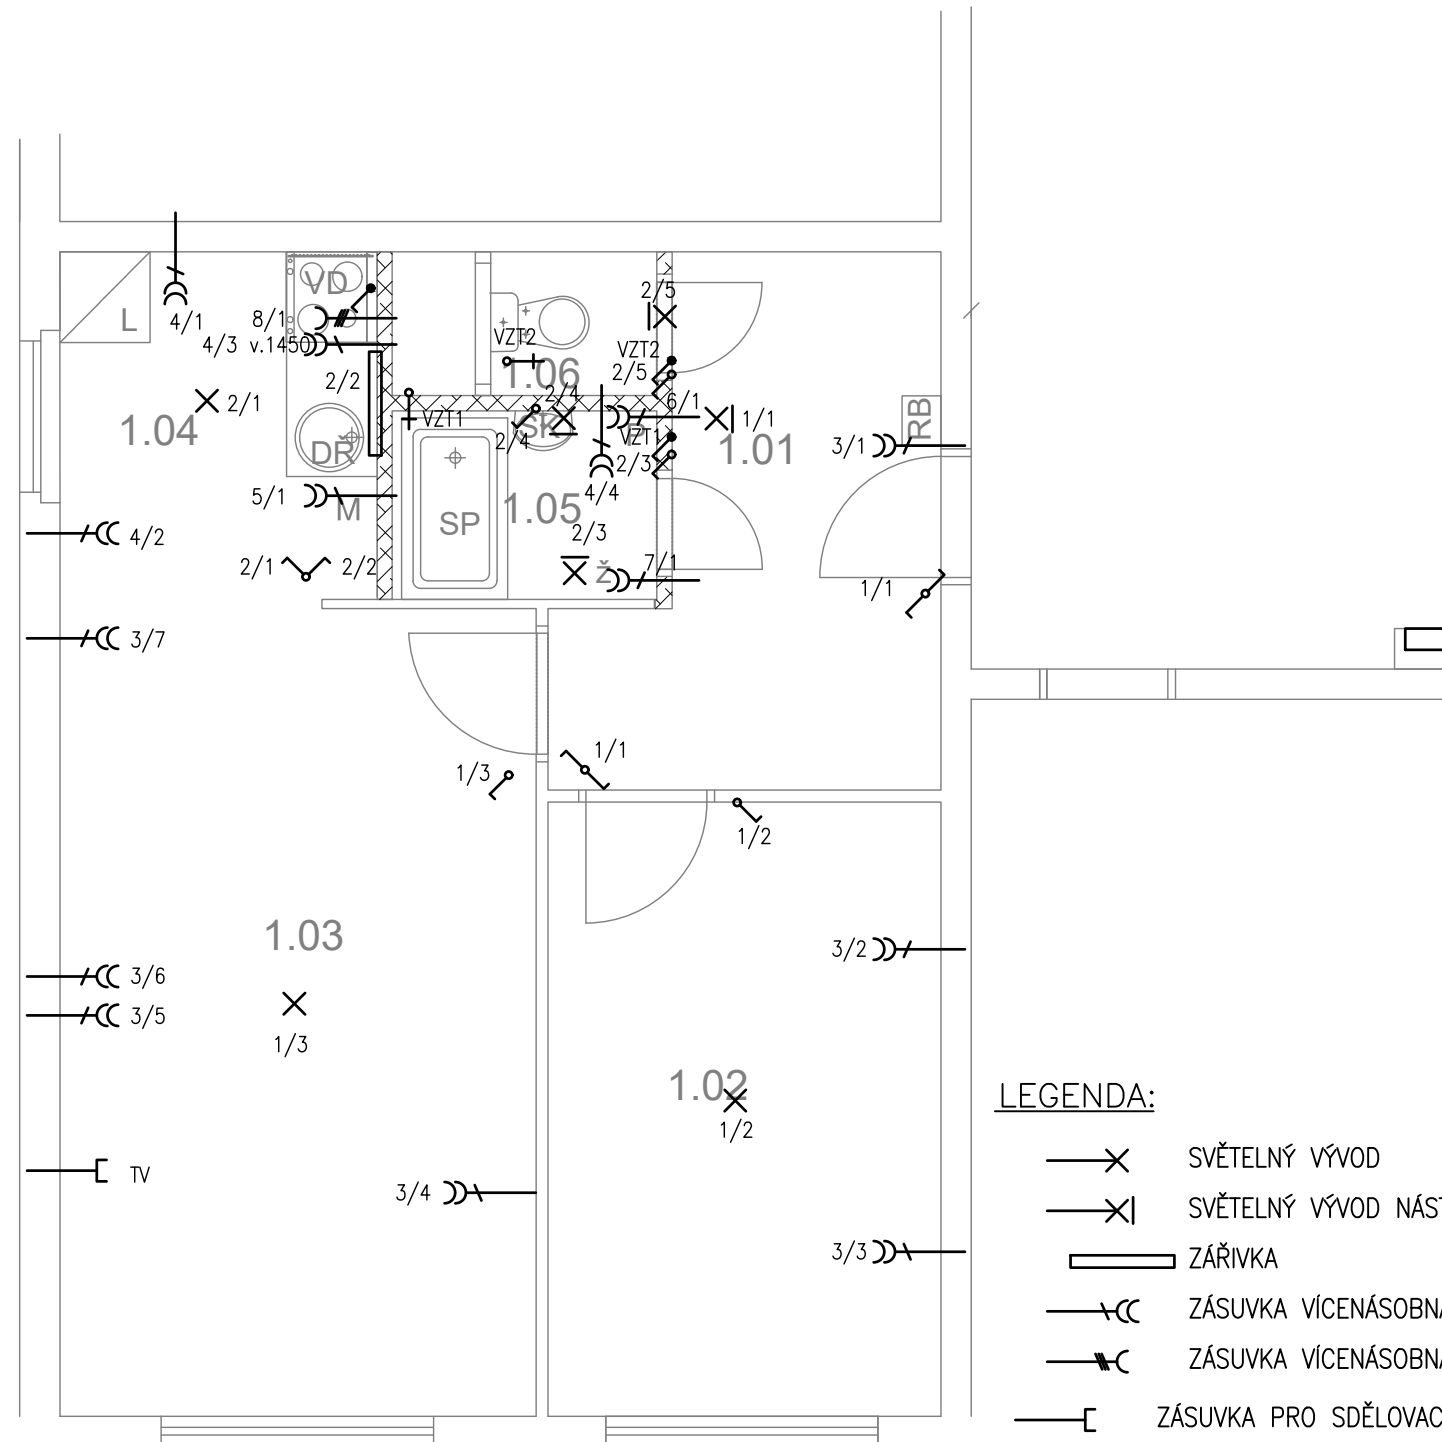 VD
L
4/1
8/1
4/3 v.1450
2/2
2/1
1.04
DŘ
5/1
M
4/2
2/1
2/2
3/7
VZT2
1.06
2/5
VZT2
2/5
2/4
6/1
1/1
1.01
RB
3/1
VZT1
SK
P
2/4
VZT1
2/3
4/4
1.05
SP
2/3
Ž
7/1
1/1
1/3
1/1
1/2
1.03
3/6
3/5
1/3
3/2
1.02
1/2
TV
3/4
3/3
LEGENDA:
SVĚTELNÝ VÝVOD
SVĚTELNÝ VÝVOD
ZÁŘIVKA
ZÁSUVKA
ZÁSUVKA
ZÁSUVKA PRO